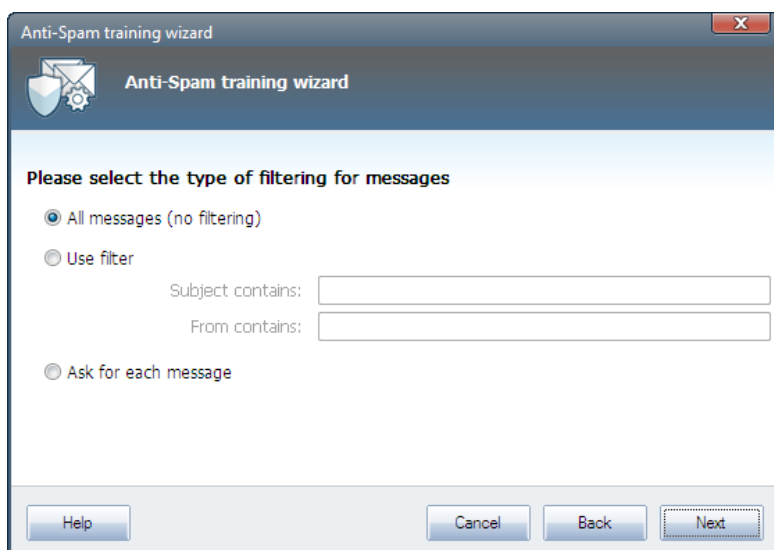 Anti-Spam training wizard
Anti-Spam training wizard
Please select the type of filtering for messages
All messages (no filtering)
Use filter
Subject contains:
From contains:
Ask for each message
Help Cancel Back Next